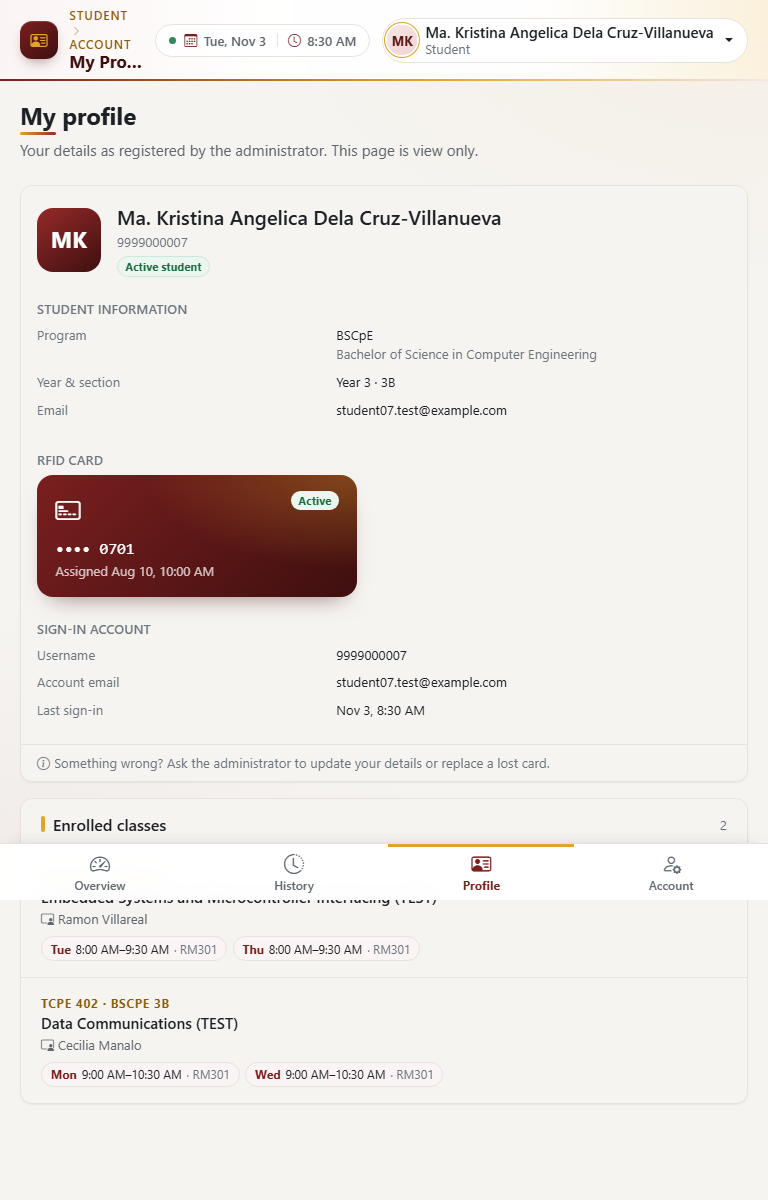 STUDENT
ACCOUNT
My Pro...
Tue, Nov 3
8:30 AM
MK
Ma. Kristina Angelica Dela Cruz-Villanueva
Student
My profile
Your details as registered by the administrator. This page is view only.
MK
Ma. Kristina Angelica Dela Cruz-Villanueva
9999000007
Active student
STUDENT INFORMATION
Program
BSCpE
Bachelor of Science in Computer Engineering
Year & section
Year 3 · 3B
Email
student07.test@example.com
RFID CARD
Active
•••• 0701
Assigned Aug 10, 10:00 AM
SIGN-IN ACCOUNT
Username
9999000007
Account email
student07.test@example.com
Last sign-in
Nov 3, 8:30 AM
Something wrong? Ask the administrator to update your details or replace a lost card.
Enrolled classes
2
Overview
History
Profile
Account
Embedded Systems and Microcontroller Interfacing (TEST)
Ramon Villareal
Tue 8:00 AM–9:30 AM · RM301
Thu 8:00 AM–9:30 AM · RM301
TCPE 402 · BSCPE 3B
Data Communications (TEST)
Cecilia Manalo
Mon 9:00 AM–10:30 AM · RM301
Wed 9:00 AM–10:30 AM · RM301